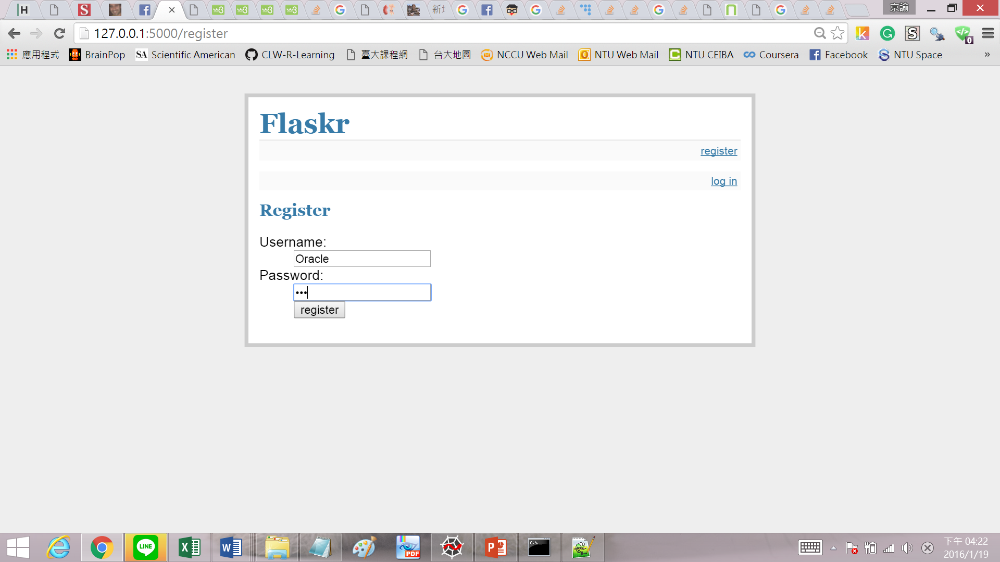 新增
京諭
127.0.0.1:5000/register
應用程式 BrainPop Scientific American CLW-R-Learning 臺大課程網 台大地圖 NCCU Web Mail NTU Web Mail NTU CEIBA Coursera Facebook NTU Space »
Flaskr
register
log in
Register
Username:
Oracle
Password:
register
下午 04:22
2016/1/19